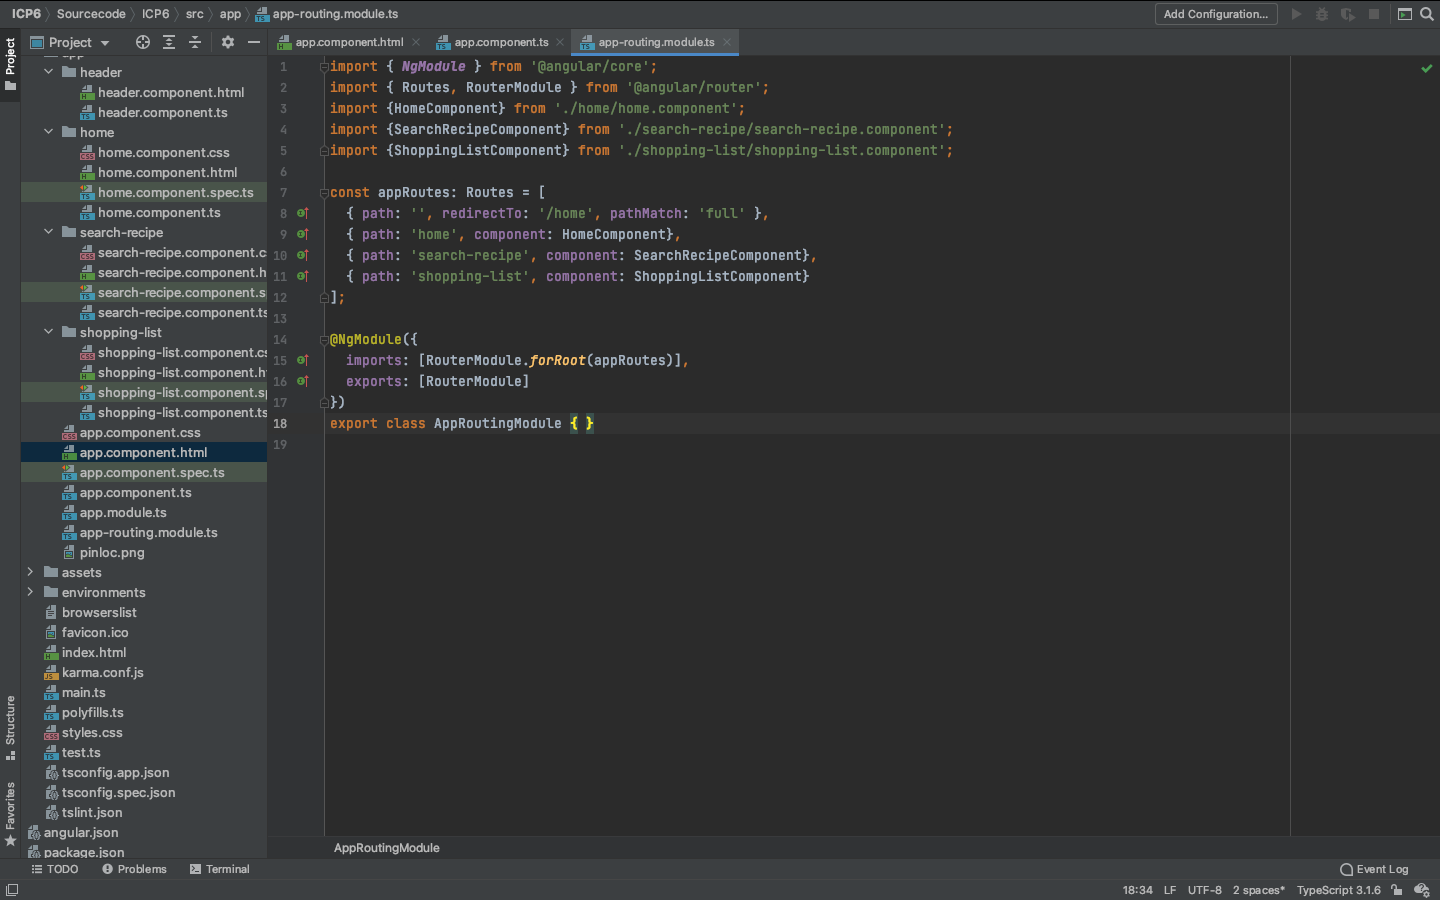 ICP6 Sourcecode ICP6 src app app-routing.module.ts
Add Configuration...
Project
Project
app.component.html
app.component.ts
app-routing.module.ts
header
header.component.html
header.component.ts
home
home.component.css
home.component.html
home.component.spec.ts
home.component.ts
search-recipe
search-recipe.component.c
search-recipe.component.h
search-recipe.component.s
search-recipe.component.ts
shopping-list
shopping-list.component.cs
shopping-list.component.h
shopping-list.component.sp
shopping-list.component.ts
app.component.css
app.component.html
app.component.spec.ts
app.component.ts
app.module.ts
app-routing.module.ts
pinloc.png
assets
environments
browserslist
favicon.ico
index.html
karma.conf.js
main.ts
polyfills.ts
styles.css
test.ts
tsconfig.app.json
tsconfig.spec.json
tslint.json
angular.json
package.json
Structure
Favorites
1 import { NgModule } from '@angular/core';
2 import { Routes, RouterModule } from '@angular/router';
3 import {HomeComponent} from './home/home.component';
4 import {SearchRecipeComponent} from './search-recipe/search-recipe.component';
5 import {ShoppingListComponent} from './shopping-list/shopping-list.component';
6
7 const appRoutes: Routes = [
8 { path: '', redirectTo: '/home', pathMatch: 'full' },
9 { path: 'home', component: HomeComponent},
10 { path: 'search-recipe', component: SearchRecipeComponent},
11 { path: 'shopping-list', component: ShoppingListComponent}
12 ];
13
14 @NgModule({
15 imports: [RouterModule.forRoot(appRoutes)],
16 exports: [RouterModule]
17 })
18 export class AppRoutingModule { }
19
AppRoutingModule
TODO
Problems
Terminal
Event Log
18:34 LF UTF-8 2 spaces* TypeScript 3.1.6